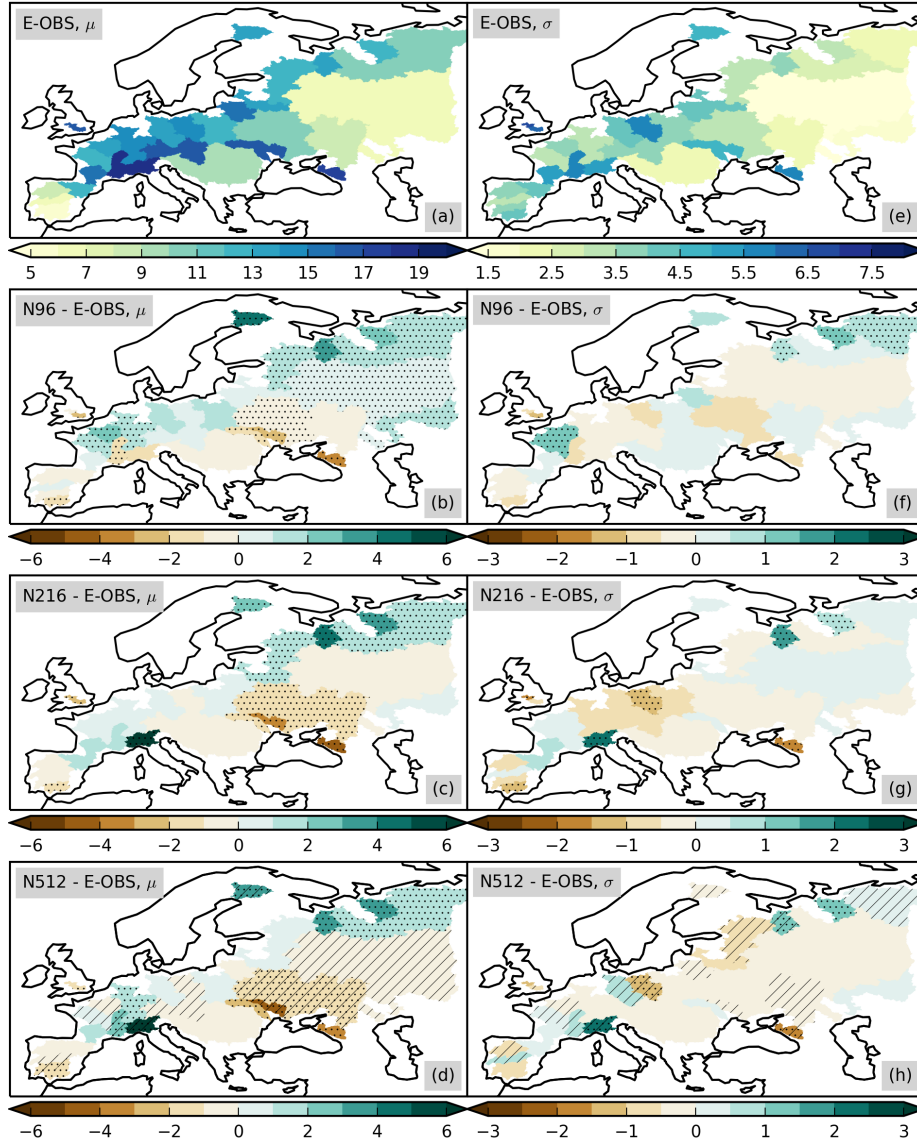 E-OBS, μ
E-OBS, σ
(a)
(e)
5 7 9 11 13 15 17 19
1.5 2.5 3.5 4.5 5.5 6.5 7.5
N96 - E-OBS, μ
N96 - E-OBS, σ
(b)
(f)
−6 −4 −2 0 2 4 6
−3 −2 −1 0 1 2 3
N216 - E-OBS, μ
N216 - E-OBS, σ
(c)
(g)
−6 −4 −2 0 2 4 6
−3 −2 −1 0 1 2 3
N512 - E-OBS, μ
N512 - E-OBS, σ
(d)
(h)
−6 −4 −2 0 2 4 6
−3 −2 −1 0 1 2 3